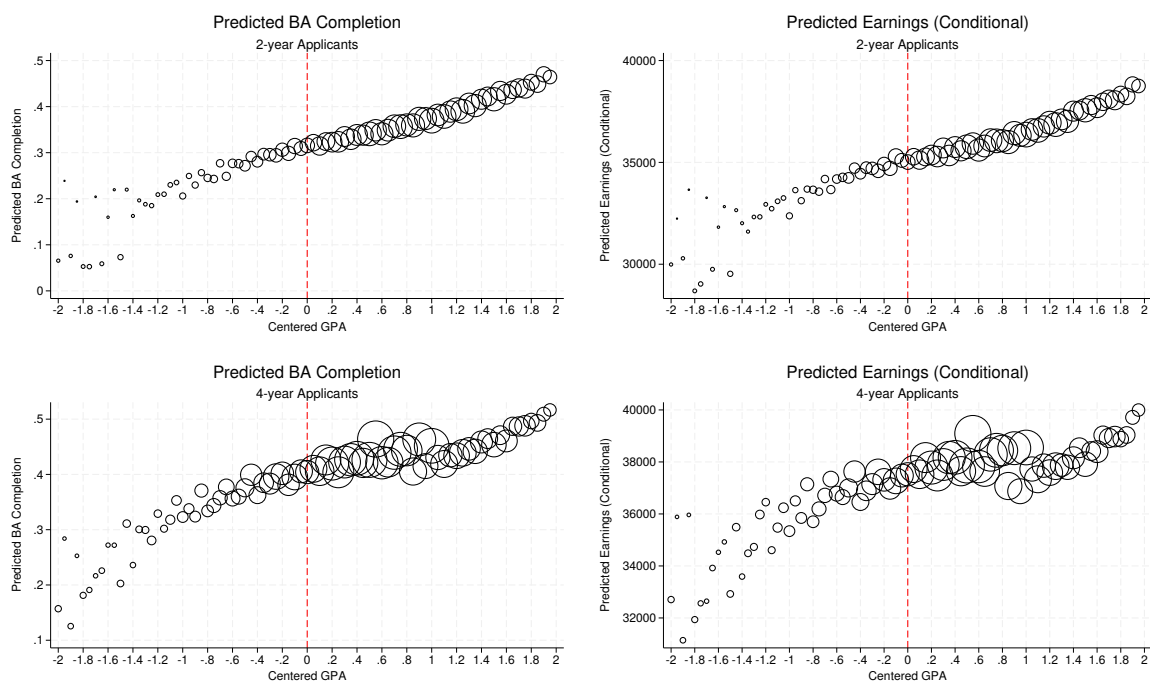 Predicted BA Completion
2-year Applicants
Predicted BA Completion
.5
.4
.3
.2
.1
0
-2 -1.8 -1.6 -1.4 -1.2 -1 -.8 -.6 -.4 -.2 0 .2 .4 .6 .8 1 1.2 1.4 1.6 1.8 2
Centered GPA
Predicted Earnings (Conditional)
2-year Applicants
Predicted Earnings (Conditional)
40000
35000
30000
-2 -1.8 -1.6 -1.4 -1.2 -1 -.8 -.6 -.4 -.2 0 .2 .4 .6 .8 1 1.2 1.4 1.6 1.8 2
Centered GPA
Predicted BA Completion
4-year Applicants
Predicted BA Completion
.5
.4
.3
.2
.1
-2 -1.8 -1.6 -1.4 -1.2 -1 -.8 -.6 -.4 -.2 0 .2 .4 .6 .8 1 1.2 1.4 1.6 1.8 2
Centered GPA
Predicted Earnings (Conditional)
4-year Applicants
Predicted Earnings (Conditional)
40000
38000
36000
34000
32000
-2 -1.8 -1.6 -1.4 -1.2 -1 -.8 -.6 -.4 -.2 0 .2 .4 .6 .8 1 1.2 1.4 1.6 1.8 2
Centered GPA